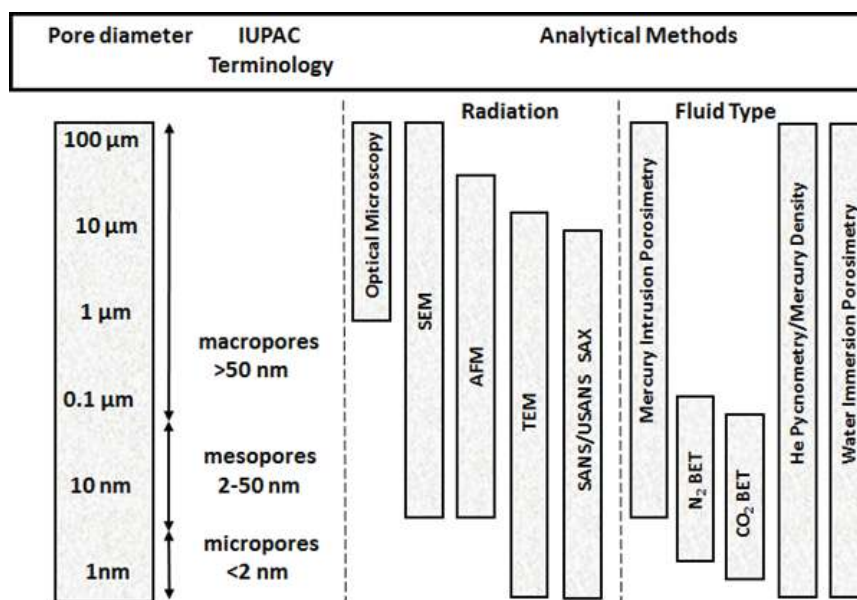 Pore diameter
IUPAC
Terminology
Analytical Methods
Radiation
Fluid Type
100 μm
10 μm
1 μm
0.1 μm
10 nm
1nm
macropores
>50 nm
mesopores
2-50 nm
micropores
<2 nm
Optical Microscopy
SEM
AFM
TEM
SANS/USANS SAX
Mercury Intrusion Porosimetry
N₂ BET
CO₂ BET
He Pycnometry/Mercury Density
Water Immersion Porosimetry